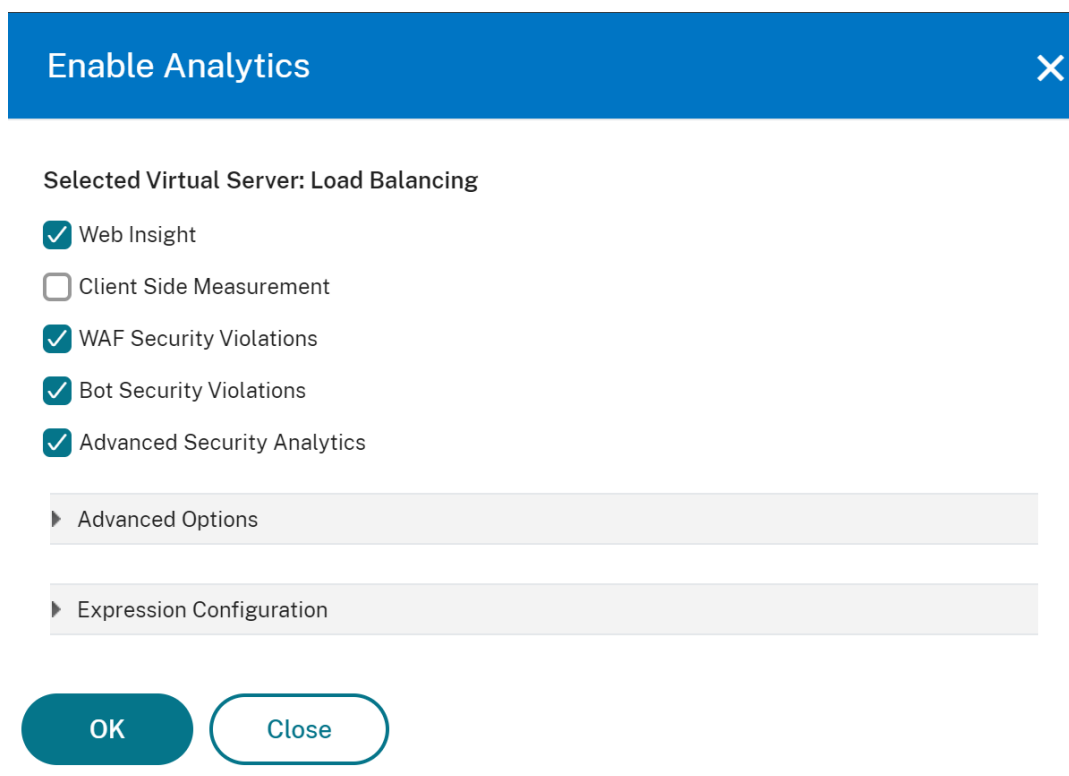 Enable Analytics
Selected Virtual Server: Load Balancing
Web Insight
Client Side Measurement
WAF Security Violations
Bot Security Violations
Advanced Security Analytics
Advanced Options
Expression Configuration
OK
Close